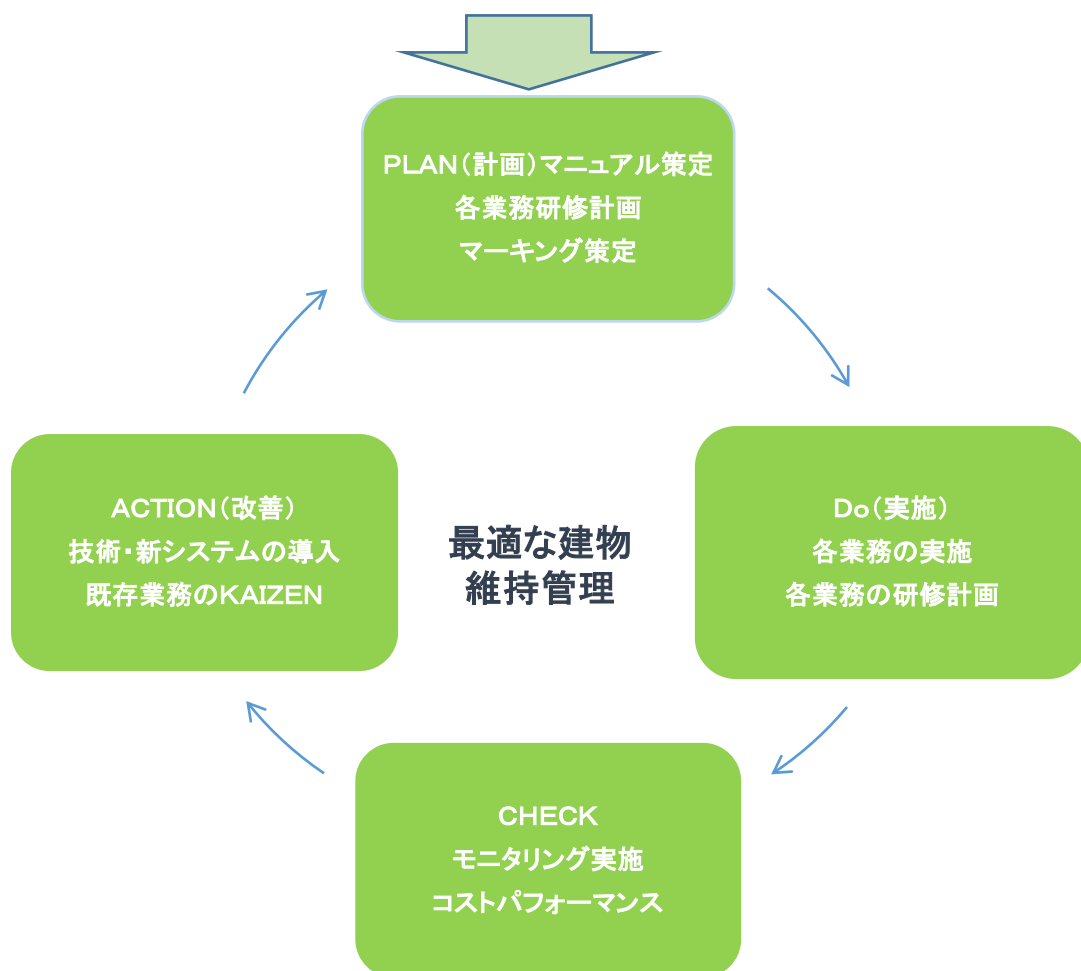 PLAN(計画)マニュアル策定
各業務研修計画
マーキング策定
Do(実施)
各業務の実施
各業務の研修計画
CHECK
モニタリング実施
コストパフォーマンス
ACTION(改善)
技術・新システムの導入
既存業務のKAIZEN
最適な建物
維持管理